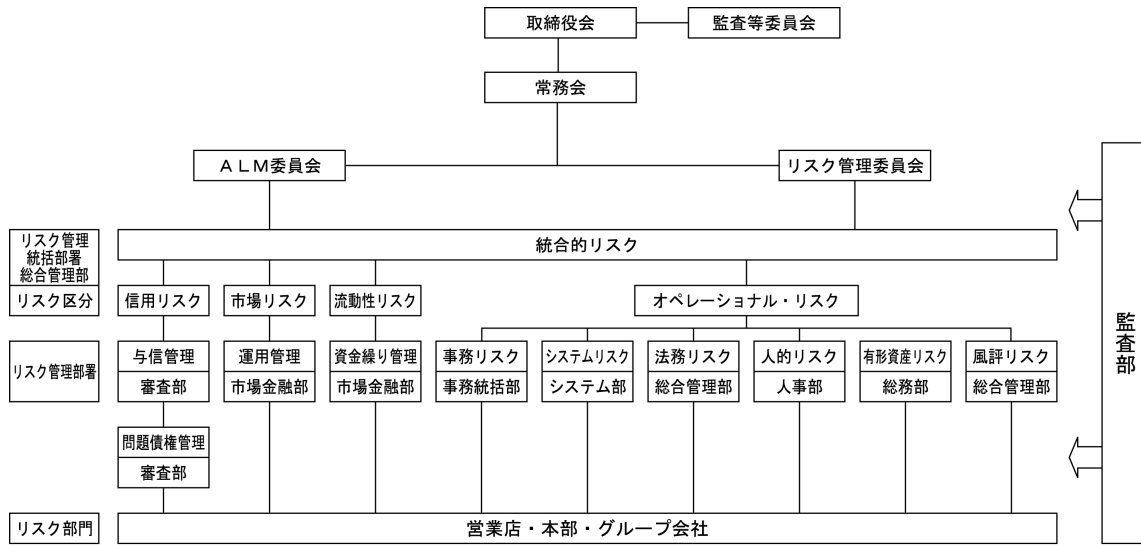 取締役会
監査等委員会
常務会
ALM委員会
リスク管理委員会
リスク管理
統括部署
総合管理部
統合的リスク
リスク区分
信用リスク
市場リスク
流動性リスク
オペレーショナル・リスク
リスク管理部署
与信管理
審査部
運用管理
市場金融部
資金繰り管理
市場金融部
事務リスク
事務統括部
システムリスク
システム部
法務リスク
総合管理部
人的リスク
人事部
有形資産リスク
総務部
風評リスク
総合管理部
問題債権管理
審査部
リスク部門
営業店・本部・グループ会社
監査部